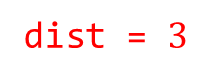 dist = 3